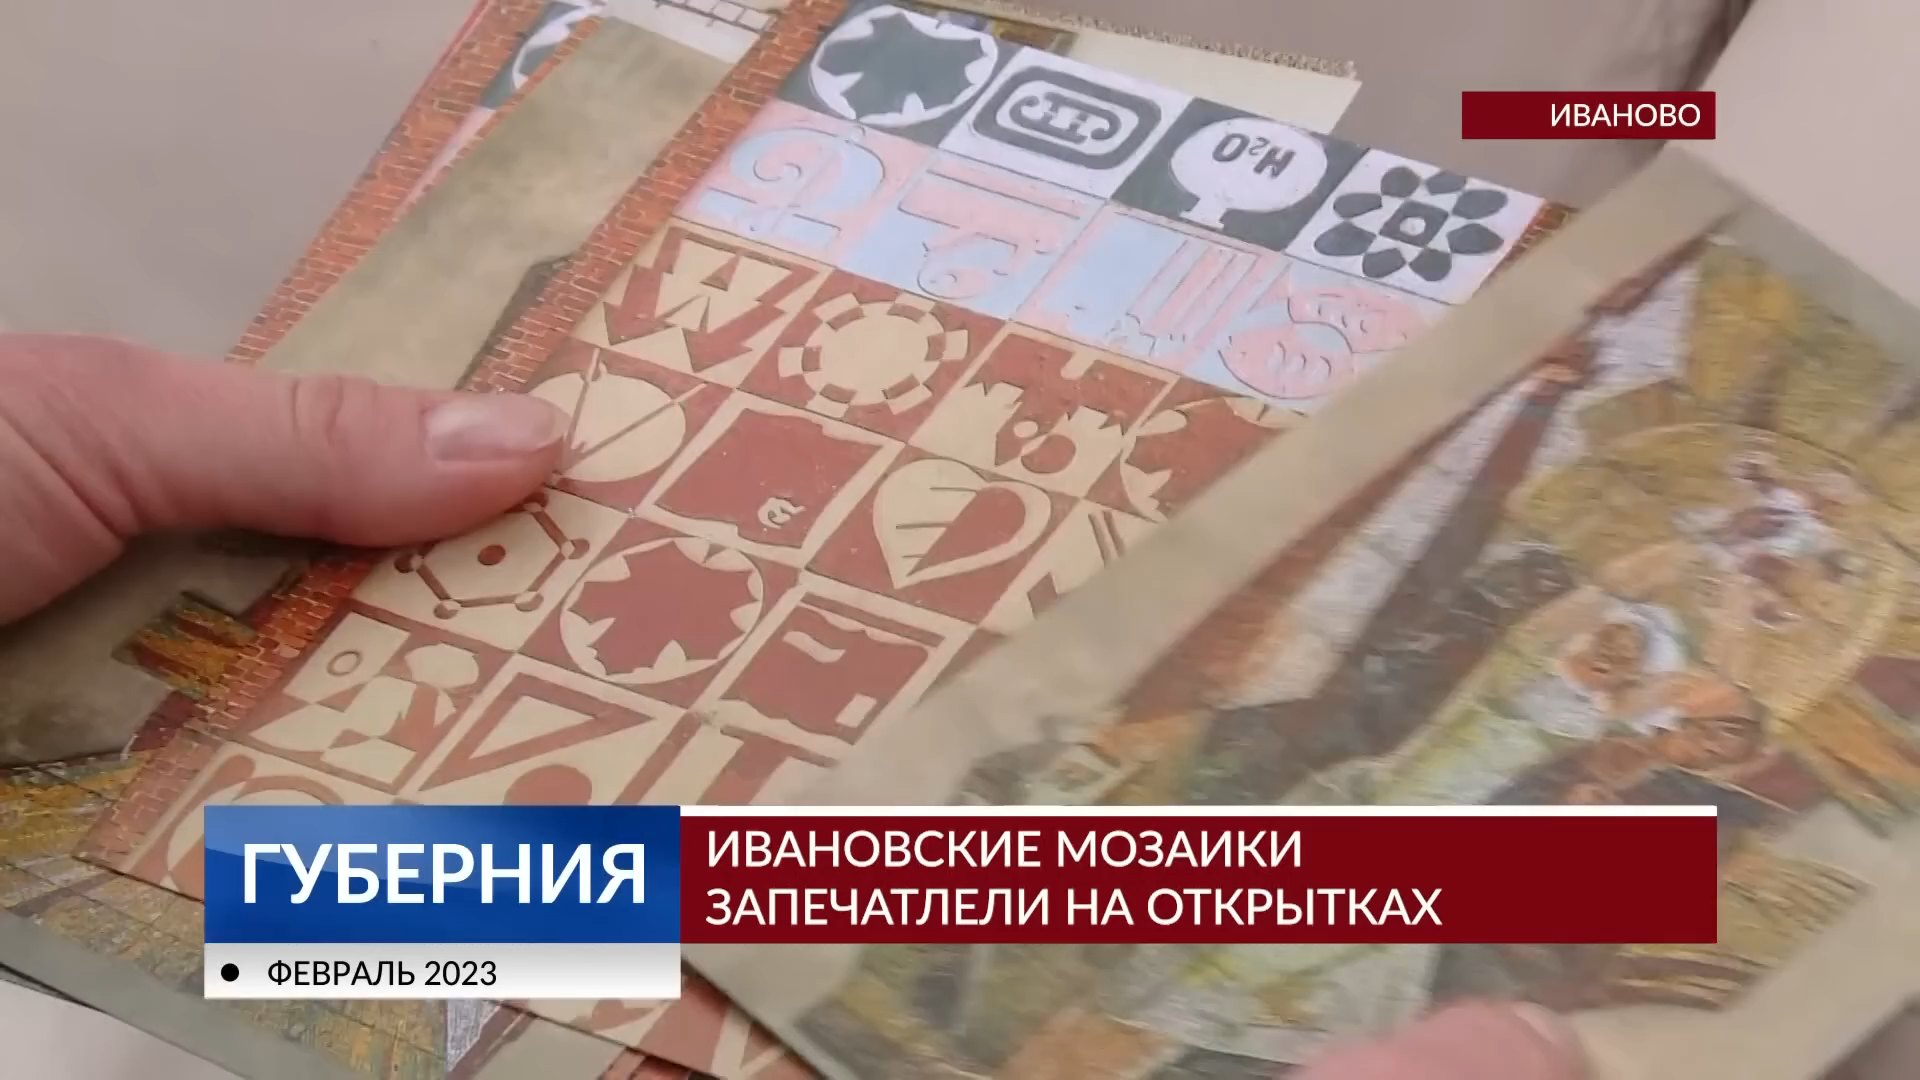 ИВАНОВО
H₂O
ГУБЕРНИЯ
ИВАНОВСКИЕ МОЗАИКИ
ЗАПЕЧАТЛЕЛИ НА ОТКРЫТКАХ
ФЕВРАЛЬ 2023